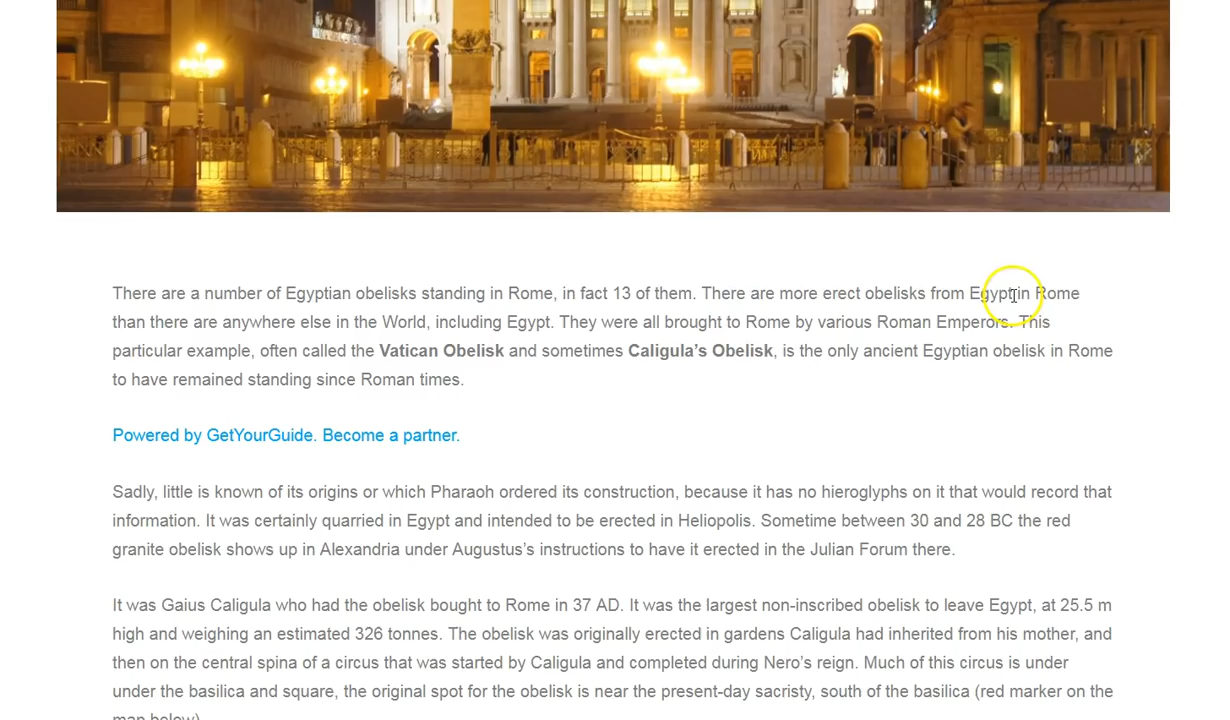 There are a number of Egyptian obelisks standing in Rome, in fact 13 of them. There are more erect obelisks from Egypt in Rome
than there are anywhere else in the World, including Egypt. They were all brought to Rome by various Roman Emperors. This
particular example, often called the Vatican Obelisk and sometimes Caligula’s Obelisk, is the only ancient Egyptian obelisk in Rome
to have remained standing since Roman times.
Powered by GetYourGuide. Become a partner.
Sadly, little is known of its origins or which Pharaoh ordered its construction, because it has no hieroglyphs on it that would record that
information. It was certainly quarried in Egypt and intended to be erected in Heliopolis. Sometime between 30 and 28 BC the red
granite obelisk shows up in Alexandria under Augustus’s instructions to have it erected in the Julian Forum there.
It was Gaius Caligula who had the obelisk bought to Rome in 37 AD. It was the largest non-inscribed obelisk to leave Egypt, at 25.5 m
high and weighing an estimated 326 tonnes. The obelisk was originally erected in gardens Caligula had inherited from his mother, and
then on the central spina of a circus that was started by Caligula and completed during Nero’s reign. Much of this circus is under
under the basilica and square, the original spot for the obelisk is near the present-day sacristy, south of the basilica (red marker on the
map below).